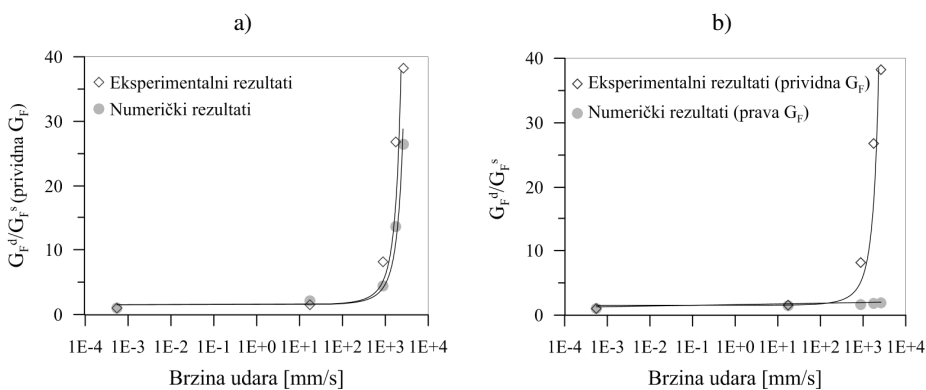 a)
40
30
20
10
0
G_F^d/G_F^s (prividna G_F)
Eksperimentalni rezultati
Numerički rezultati
1E-4 1E-3 1E-2 1E-1 1E+0 1E+1 1E+2 1E+3 1E+4
Brzina udara [mm/s]
b)
40
30
20
10
0
G_F^d/G_F^s
Eksperimentalni rezultati (prividna G_F)
Numerički rezultati (prava G_F)
1E-4 1E-3 1E-2 1E-1 1E+0 1E+1 1E+2 1E+3 1E+4
Brzina udara [mm/s]